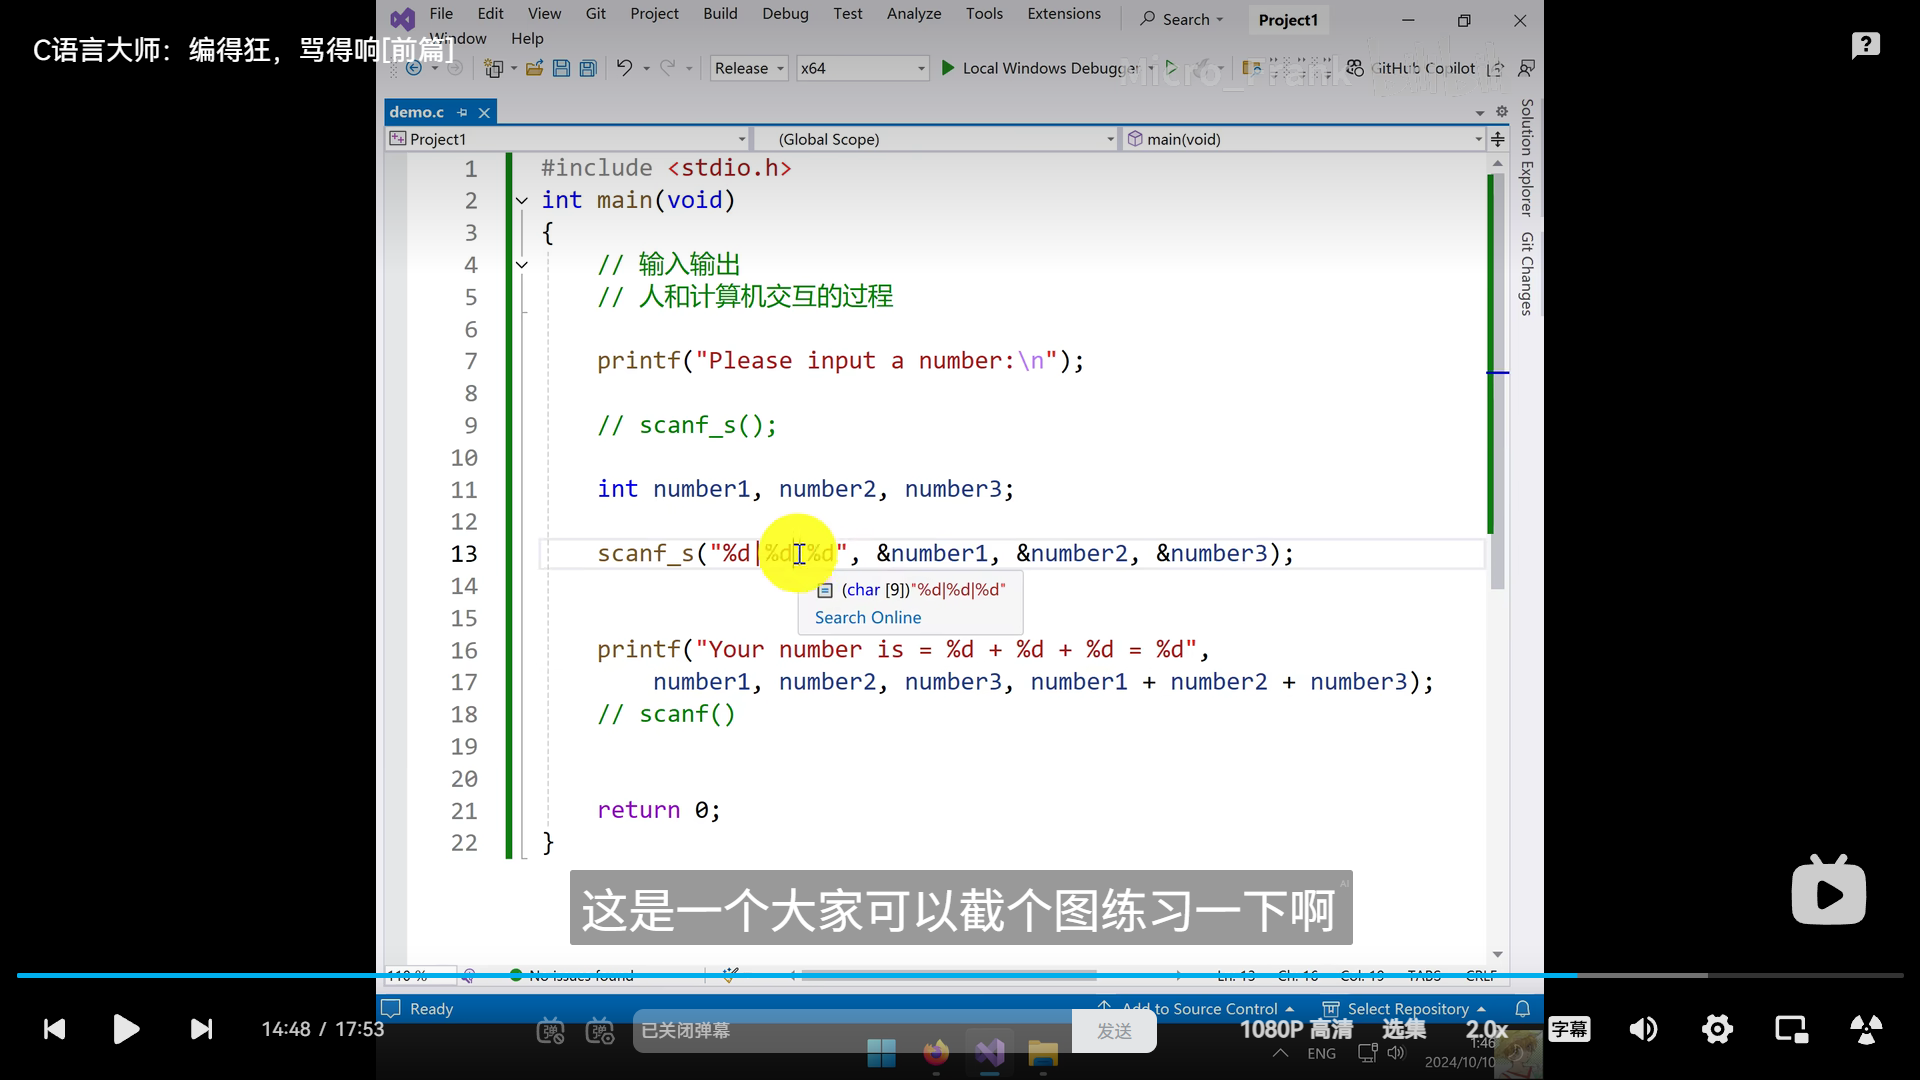 C语言大师：编得狂，骂得响[前篇]
File Edit View Git Project Build Debug Test Analyze Tools Extensions Search Project1
Window Help
Release x64 Local Windows Debugger GitHub Copilot
Micro_Frank
demo.c
Project1 (Global Scope) main(void)
Solution Explorer
Git Changes
1 #include <stdio.h>
2 int main(void)
3 {
4 // 输入输出
5 // 人和计算机交互的过程
6
7 printf("Please input a number:\n");
8
9 // scanf_s();
10
11 int number1, number2, number3;
12
13 scanf_s("%d|%d|%d", &number1, &number2, &number3);
14
(char [9])"%d|%d|%d"
15
Search Online
16 printf("Your number is = %d + %d + %d = %d",
17 number1, number2, number3, number1 + number2 + number3);
18 // scanf()
19
20
21 return 0;
22 }
这是一个大家可以截个图练习一下啊
AI
110 % No issues found Ln: 13 Ch: 16 Col: 19 TABS CRLF
Ready Add to Source Control Select Repository
14:48 / 17:53 弹 弹 已关闭弹幕 发送 1080P 高清 选集 2.0x 字幕
ENG 1:46
2024/10/10